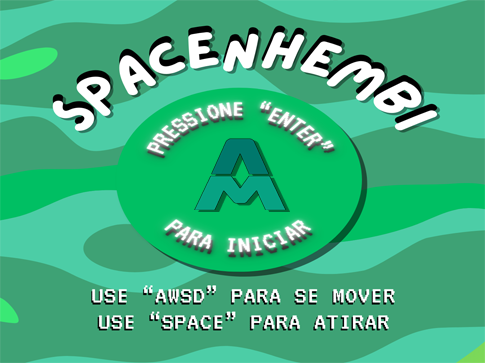 SPACENHEMBI
PRESSIONE “ENTER”
AM
PARA INICIAR
USE “AWSD” PARA SE MOVER
USE “SPACE” PARA ATIRAR